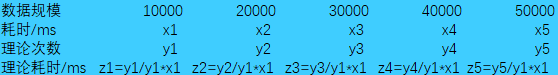 数据规模 10000 20000 30000 40000 50000
耗时/ms x1 x2 x3 x4 x5
理论次数 y1 y2 y3 y4 y5
理论耗时/ms z1=y1/y1*x1 z2=y2/y1*x1 z3=y3/y1*x1 z4=y4/y1*x1 z5=y5/y1*x1